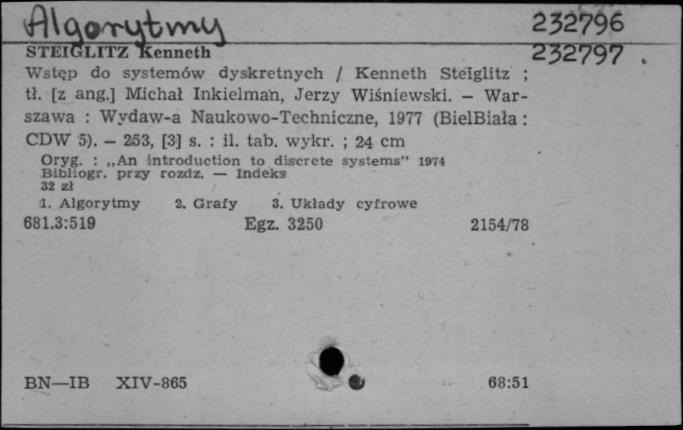 Algorytmy 232796
STEIGLITZ Kenneth 232797.
Wstęp do systemów dyskretnych / Kenneth Steiglitz ;
tł. [z ang.] Michał Inkielman, Jerzy Wiśniewski. — War-
szawa : Wydaw-a Naukowo-Techniczne, 1977 (BielBiała :
CDW 5). — 253, [3] s. : il. tab. wykr. ; 24 cm
Oryg. : „An introduction to discrete systems” 1974
Bibliogr. przy rozdz. — Indeks
32 zł
1. Algorytmy 2. Grafy 3. Układy cyfrowe
681.3:519 Egz. 3250 2154/78
BN—IB XIV-865 68:51